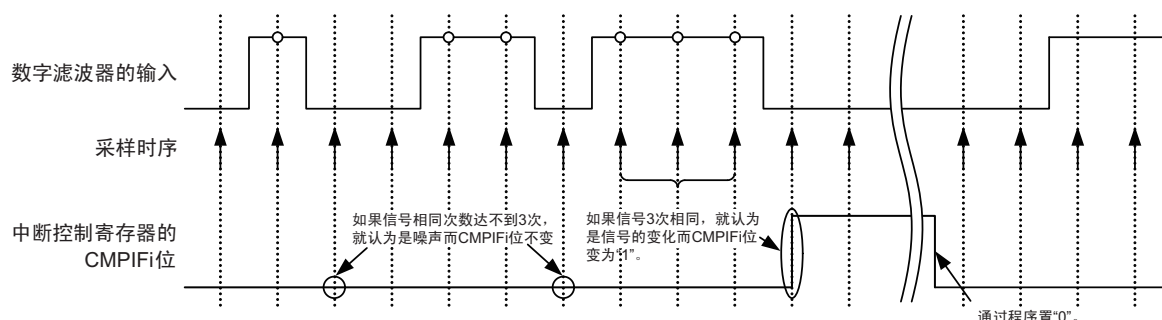 数字滤波器的输入
采样时序
中断控制寄存器的
CMPIFi位
如果信号相同次数达不到3次，
就认为是噪声而CMPIFi位不变
如果信号3次相同，就认为
是信号的变化而CMPIFi位
变为“1”。
通过程序置“0”。